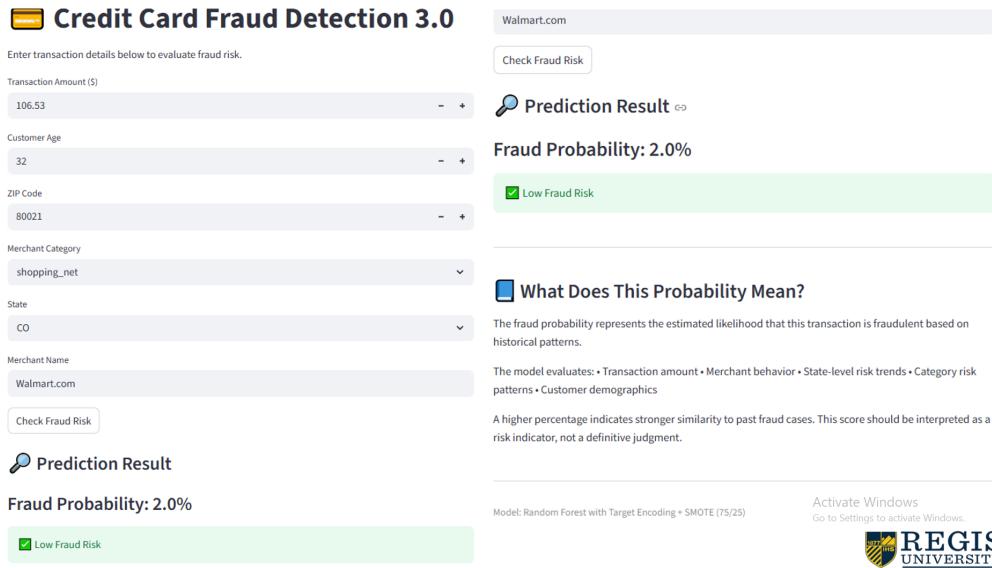 Credit Card Fraud Detection 3.0
Enter transaction details below to evaluate fraud risk.
Transaction Amount ($)
106.53
Customer Age
32
ZIP Code
80021
Merchant Category
shopping_net
State
CO
Merchant Name
Walmart.com
Check Fraud Risk
Prediction Result
Fraud Probability: 2.0%
Low Fraud Risk
Walmart.com
Check Fraud Risk
Prediction Result
Fraud Probability: 2.0%
Low Fraud Risk
What Does This Probability Mean?
The fraud probability represents the estimated likelihood that this transaction is fraudulent based on
historical patterns.
The model evaluates: • Transaction amount • Merchant behavior • State-level risk trends • Category risk
patterns • Customer demographics
A higher percentage indicates stronger similarity to past fraud cases. This score should be interpreted as a
risk indicator, not a definitive judgment.
Model: Random Forest with Target Encoding + SMOTE (75/25)
Activate Windows
Go to Settings to activate Windows.
REGIS
UNIVERSIT